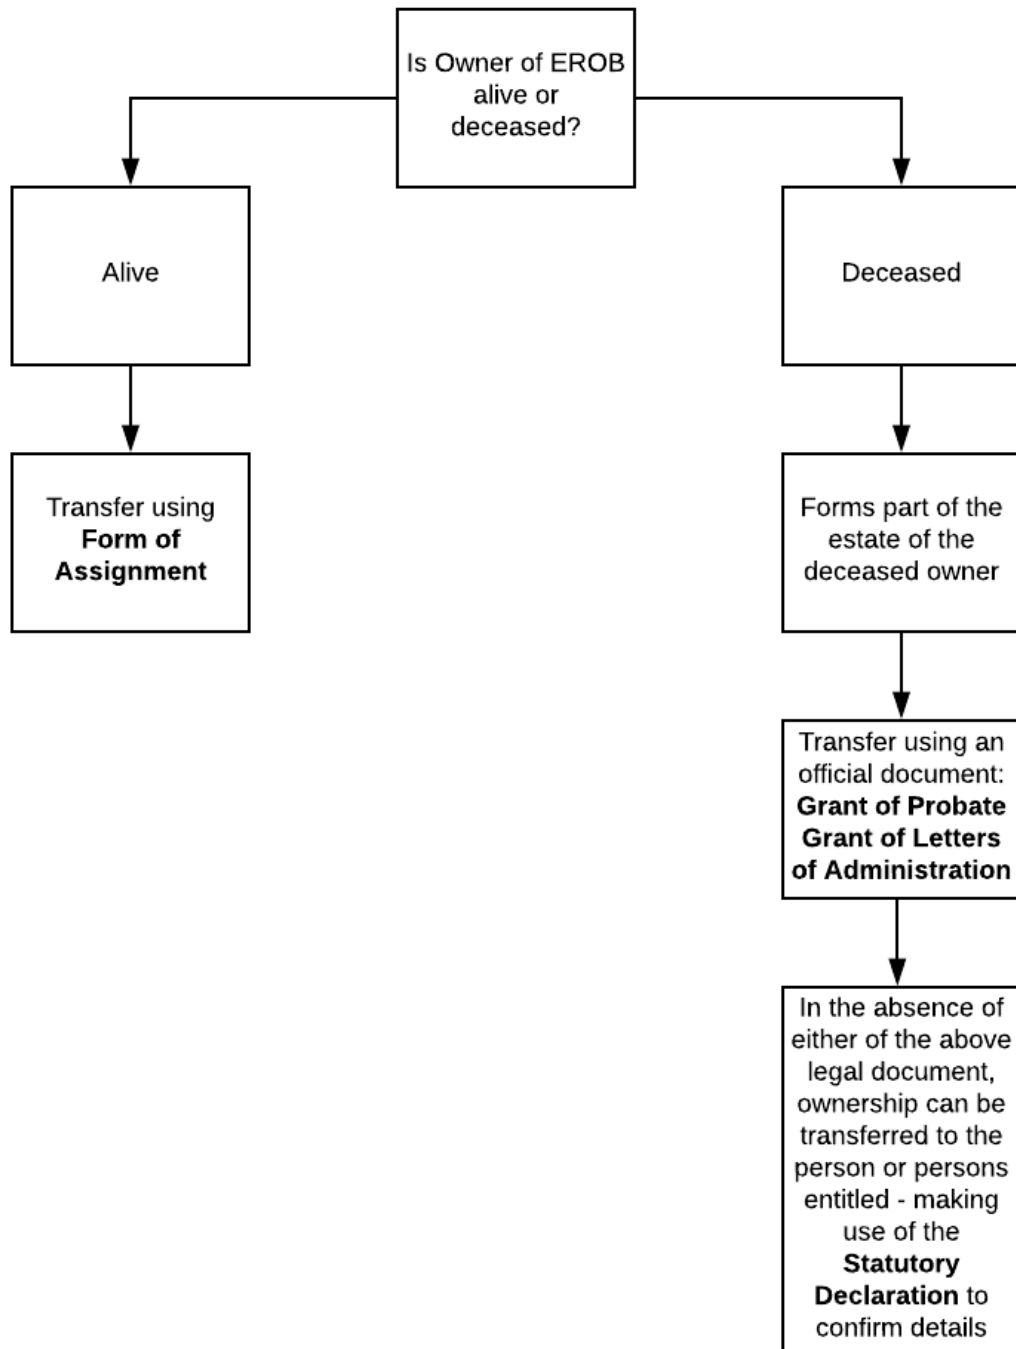 Is Owner of EROB
alive or
deceased?
Alive
Deceased
Transfer using
Form of
Assignment
Forms part of the
estate of the
deceased owner
Transfer using an
official document:
Grant of Probate
Grant of Letters
of Administration
In the absence of
either of the above
legal document,
ownership can be
transferred to the
person or persons
entitled - making
use of the
Statutory
Declaration to
confirm details